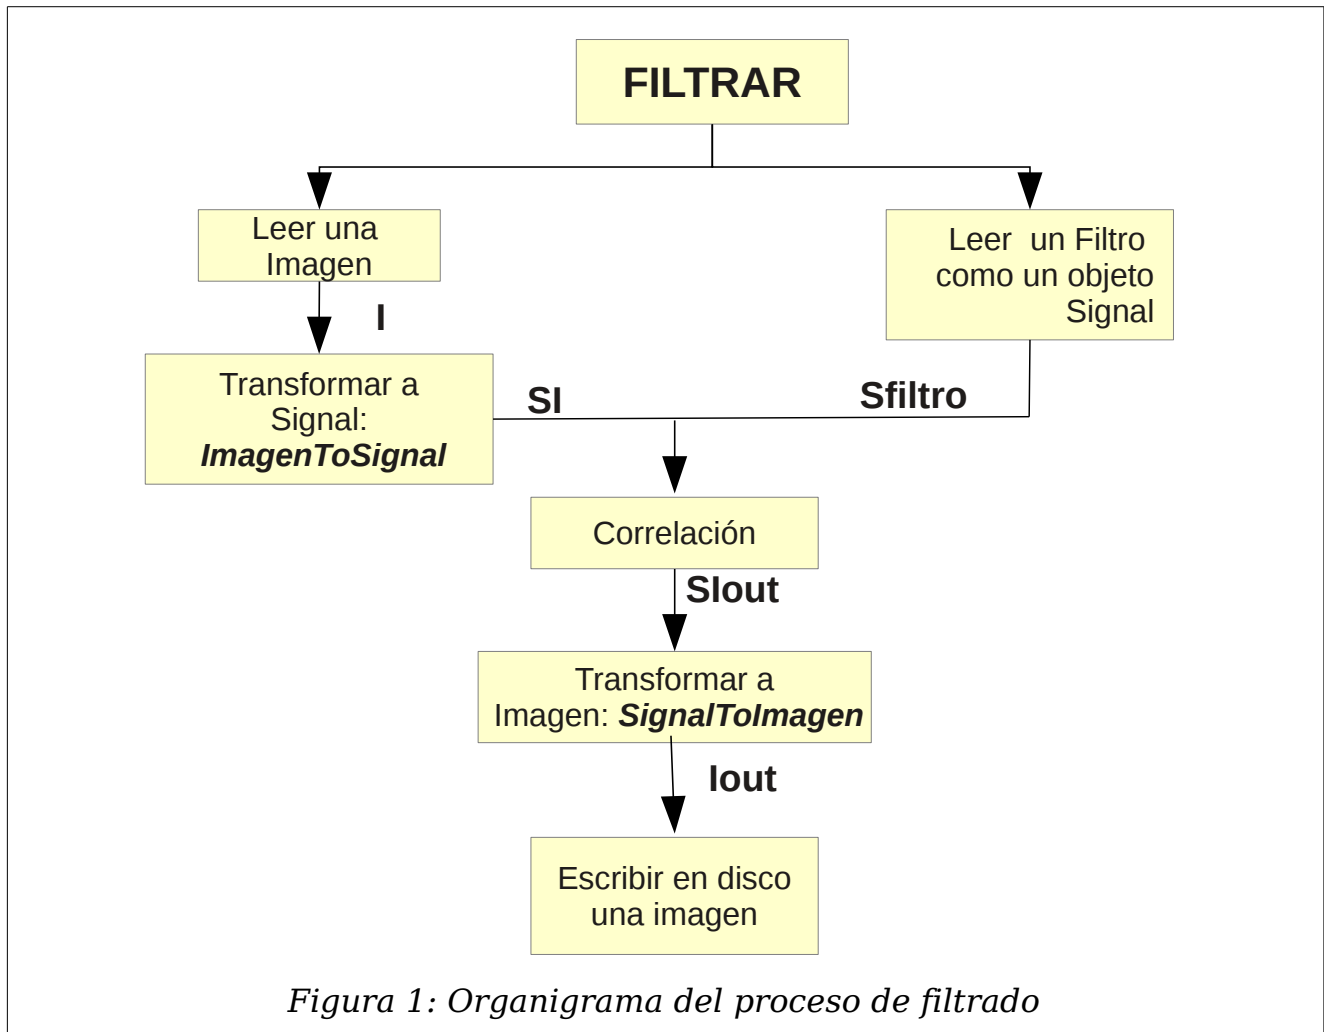 FILTRAR
Leer una
Imagen
Leer un Filtro
como un objeto
Signal
I
Transformar a
Signal:
ImagenToSignal
SI
Sfiltro
Correlación
SIout
Transformar a
Imagen: SignalToImagen
Iout
Escribir en disco
una imagen
Figura 1: Organigrama del proceso de filtrado